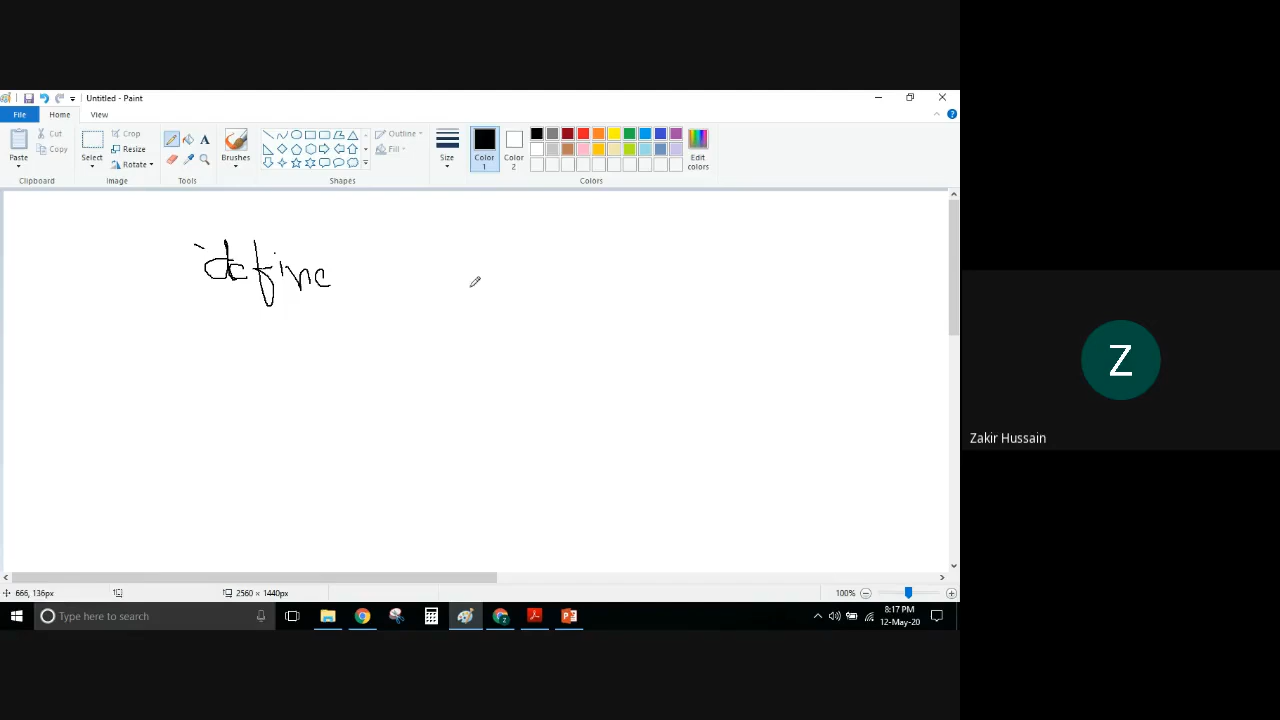 Untitled - Paint
File Home View
Paste Cut Copy Clipboard
Select Crop Resize Rotate Image
Tools
Brushes
Outline Fill Shapes
Size
Color 1 Color 2 Edit colors Colors
`define
Z
Zakir Hussain
666, 136px 2560 × 1440px 100%
Type here to search
8:17 PM
12-May-20